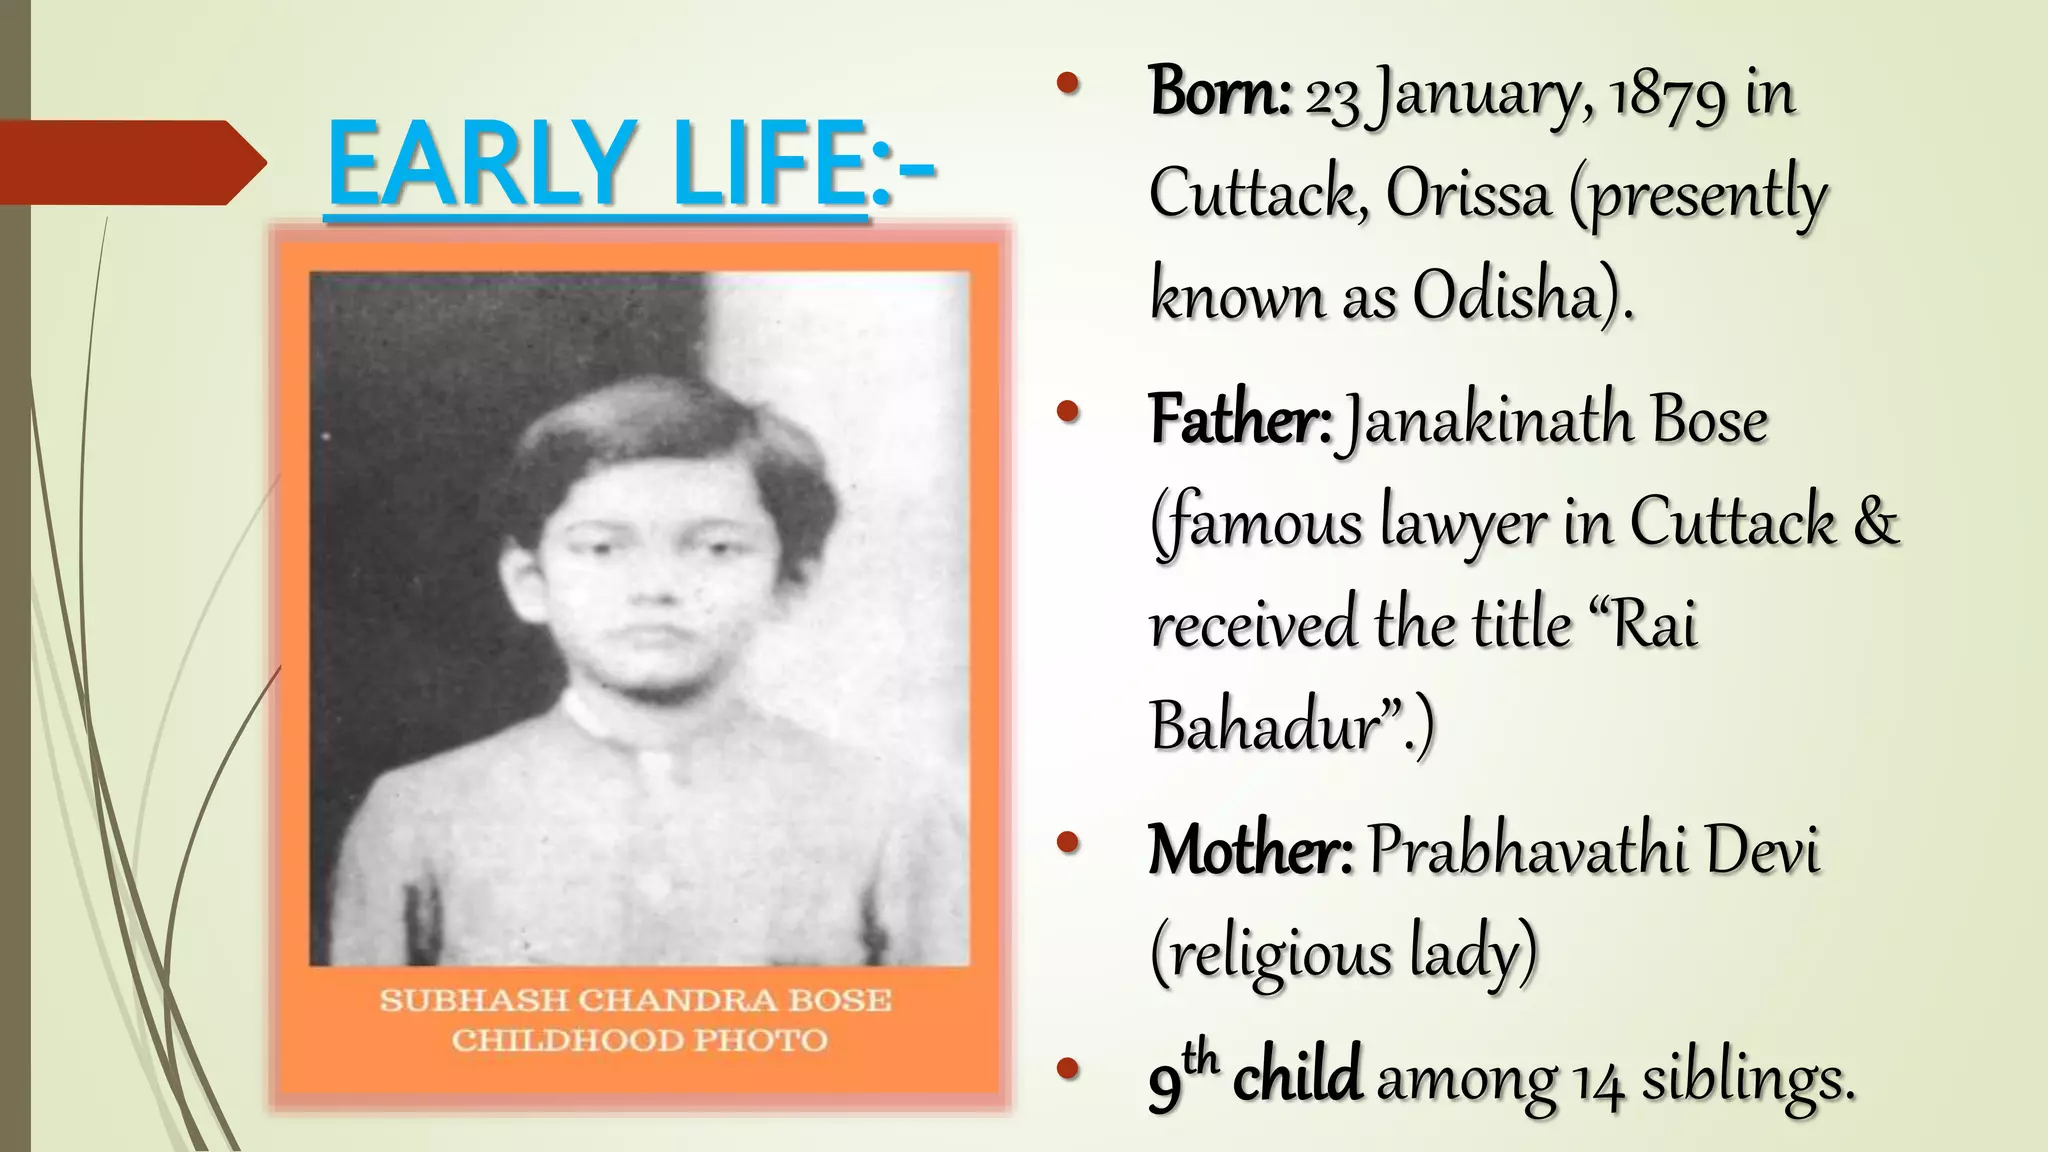 EARLY LIFE:-
SUBHASH CHANDRA BOSE
CHILDHOOD PHOTO
• Born: 23 January, 1879 in
Cuttack, Orissa (presently
known as Odisha).
• Father: Janakinath Bose
(famous lawyer in Cuttack &
received the title “Rai
Bahadur”.)
• Mother: Prabhavathi Devi
(religious lady)
• 9th child among 14 siblings.